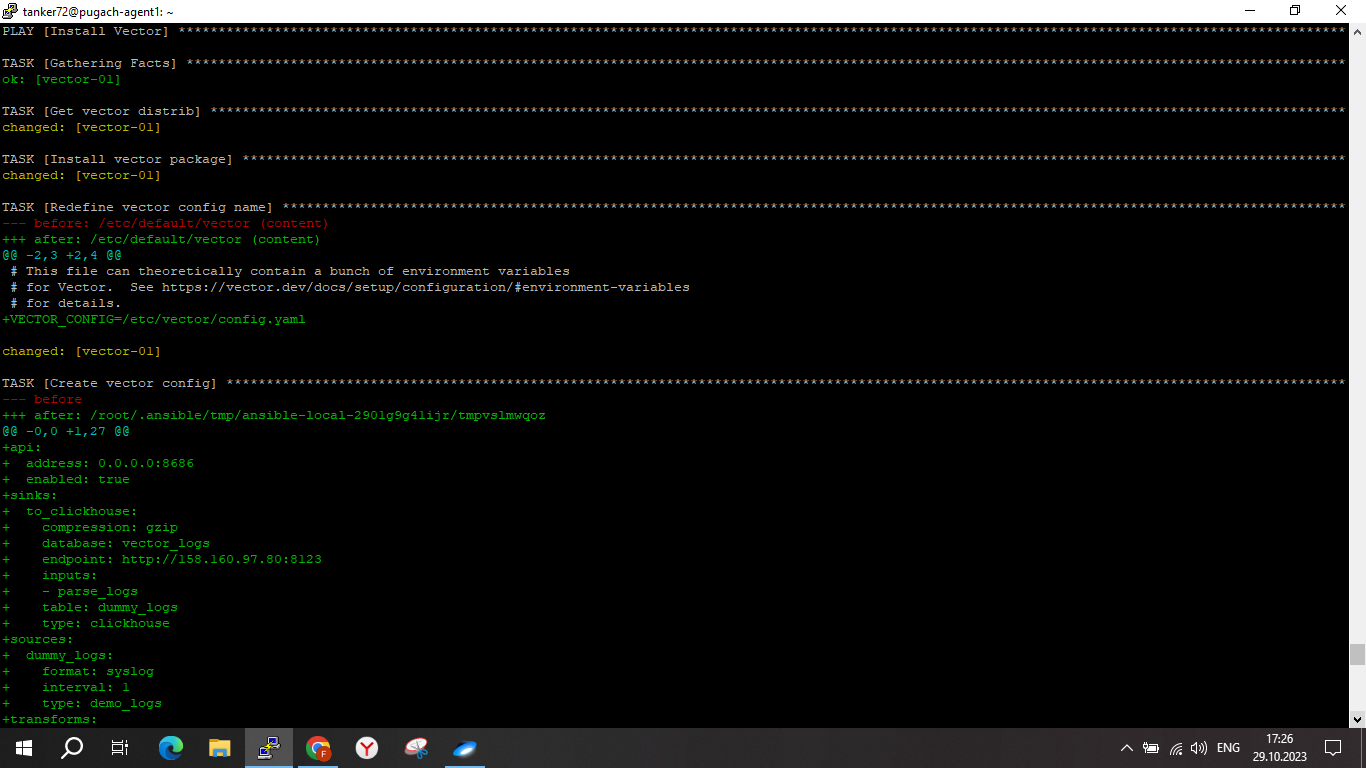 tanker72@pugach-agent1: ~
PLAY [Install Vector] **************************************************************************************************************************************************
TASK [Gathering Facts] *************************************************************************************************************************************************
ok: [vector-01]
TASK [Get vector distrib] **********************************************************************************************************************************************
changed: [vector-01]
TASK [Install vector package] ******************************************************************************************************************************************
changed: [vector-01]
TASK [Redefine vector config name] *************************************************************************************************************************************
--- before: /etc/default/vector (content)
+++ after: /etc/default/vector (content)
@@ -2,3 +2,4 @@
 # This file can theoretically contain a bunch of environment variables
 # for Vector.  See https://vector.dev/docs/setup/configuration/#environment-variables
 # for details.
+VECTOR_CONFIG=/etc/vector/config.yaml
changed: [vector-01]
TASK [Create vector config] ********************************************************************************************************************************************
--- before
+++ after: /root/.ansible/tmp/ansible-local-2901g9g41ijr/tmpvslmwqoz
@@ -0,0 +1,27 @@
+api:
+  address: 0.0.0.0:8686
+  enabled: true
+sinks:
+  to_clickhouse:
+    compression: gzip
+    database: vector_logs
+    endpoint: http://158.160.97.80:8123
+    inputs:
+    - parse_logs
+    table: dummy_logs
+    type: clickhouse
+sources:
+  dummy_logs:
+    format: syslog
+    interval: 1
+    type: demo_logs
+transforms:
ENG
17:26
29.10.2023